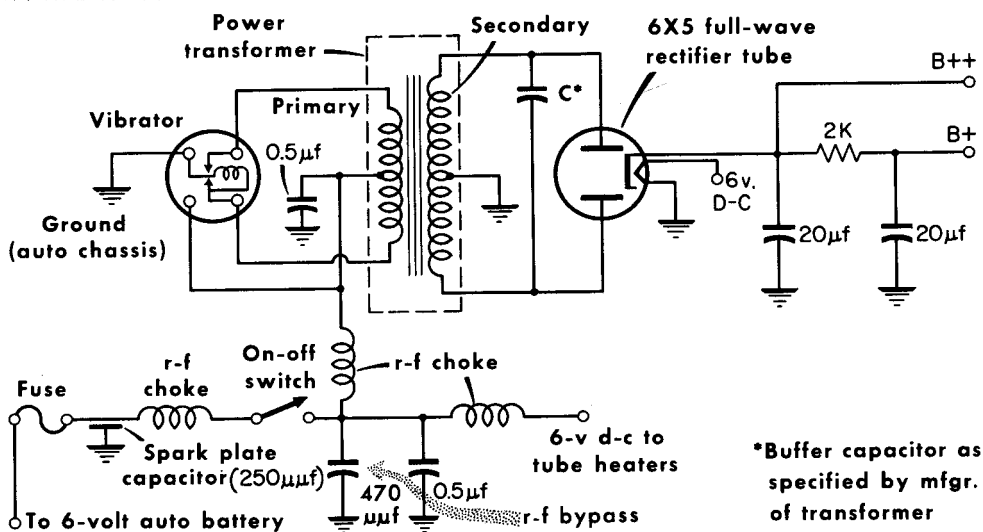 Power
transformer
Secondary
6X5 full-wave
rectifier tube
B++
Primary
C*
Vibrator
0.5µf
2K
B+
6v.
D-C
Ground
(auto chassis)
20µf
20µf
r-f
choke
On-off
switch
r-f choke
Fuse
Spark plate
capacitor (250µµf)
470
µµf
0.5µf
6-v d-c to
tube heaters
r-f bypass
To 6-volt auto battery
*Buffer capacitor as
specified by mfgr.
of transformer